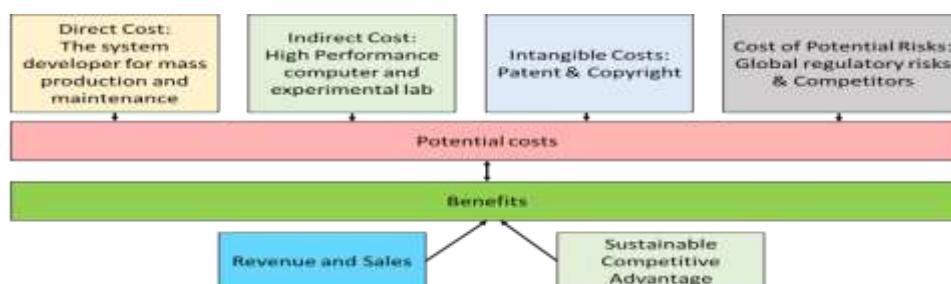 Direct Cost:
The system
developer for mass
production and
maintenance
Indirect Cost:
High Performance
computer and
experimental lab
Intangible Costs:
Patent & Copyright
Cost of Potential Risks:
Global regulatory risks
& Competitors
Potential costs
Benefits
Revenue and Sales
Sustainable
Competitive
Advantage